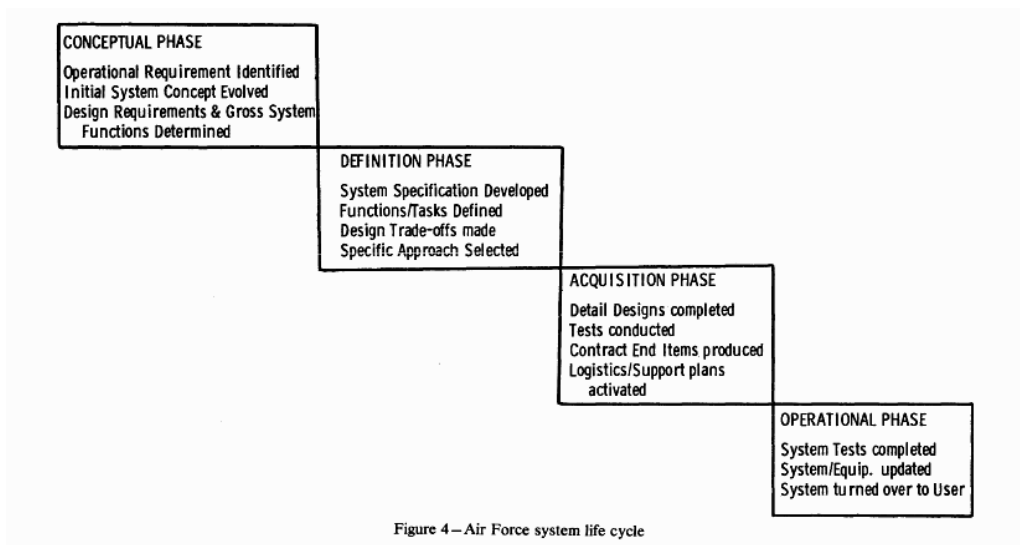 CONCEPTUAL PHASE
Operational Requirement Identified
Initial System Concept Evolved
Design Requirements & Gross System
Functions Determined
DEFINITION PHASE
System Specification Developed
Functions/Tasks Defined
Design Trade-offs made
Specific Approach Selected
ACQUISITION PHASE
Detail Designs completed
Tests conducted
Contract End Items produced
Logistics/Support plans
activated
OPERATIONAL PHASE
System Tests completed
System/Equip. updated
System turned over to User
Figure 4—Air Force system life cycle